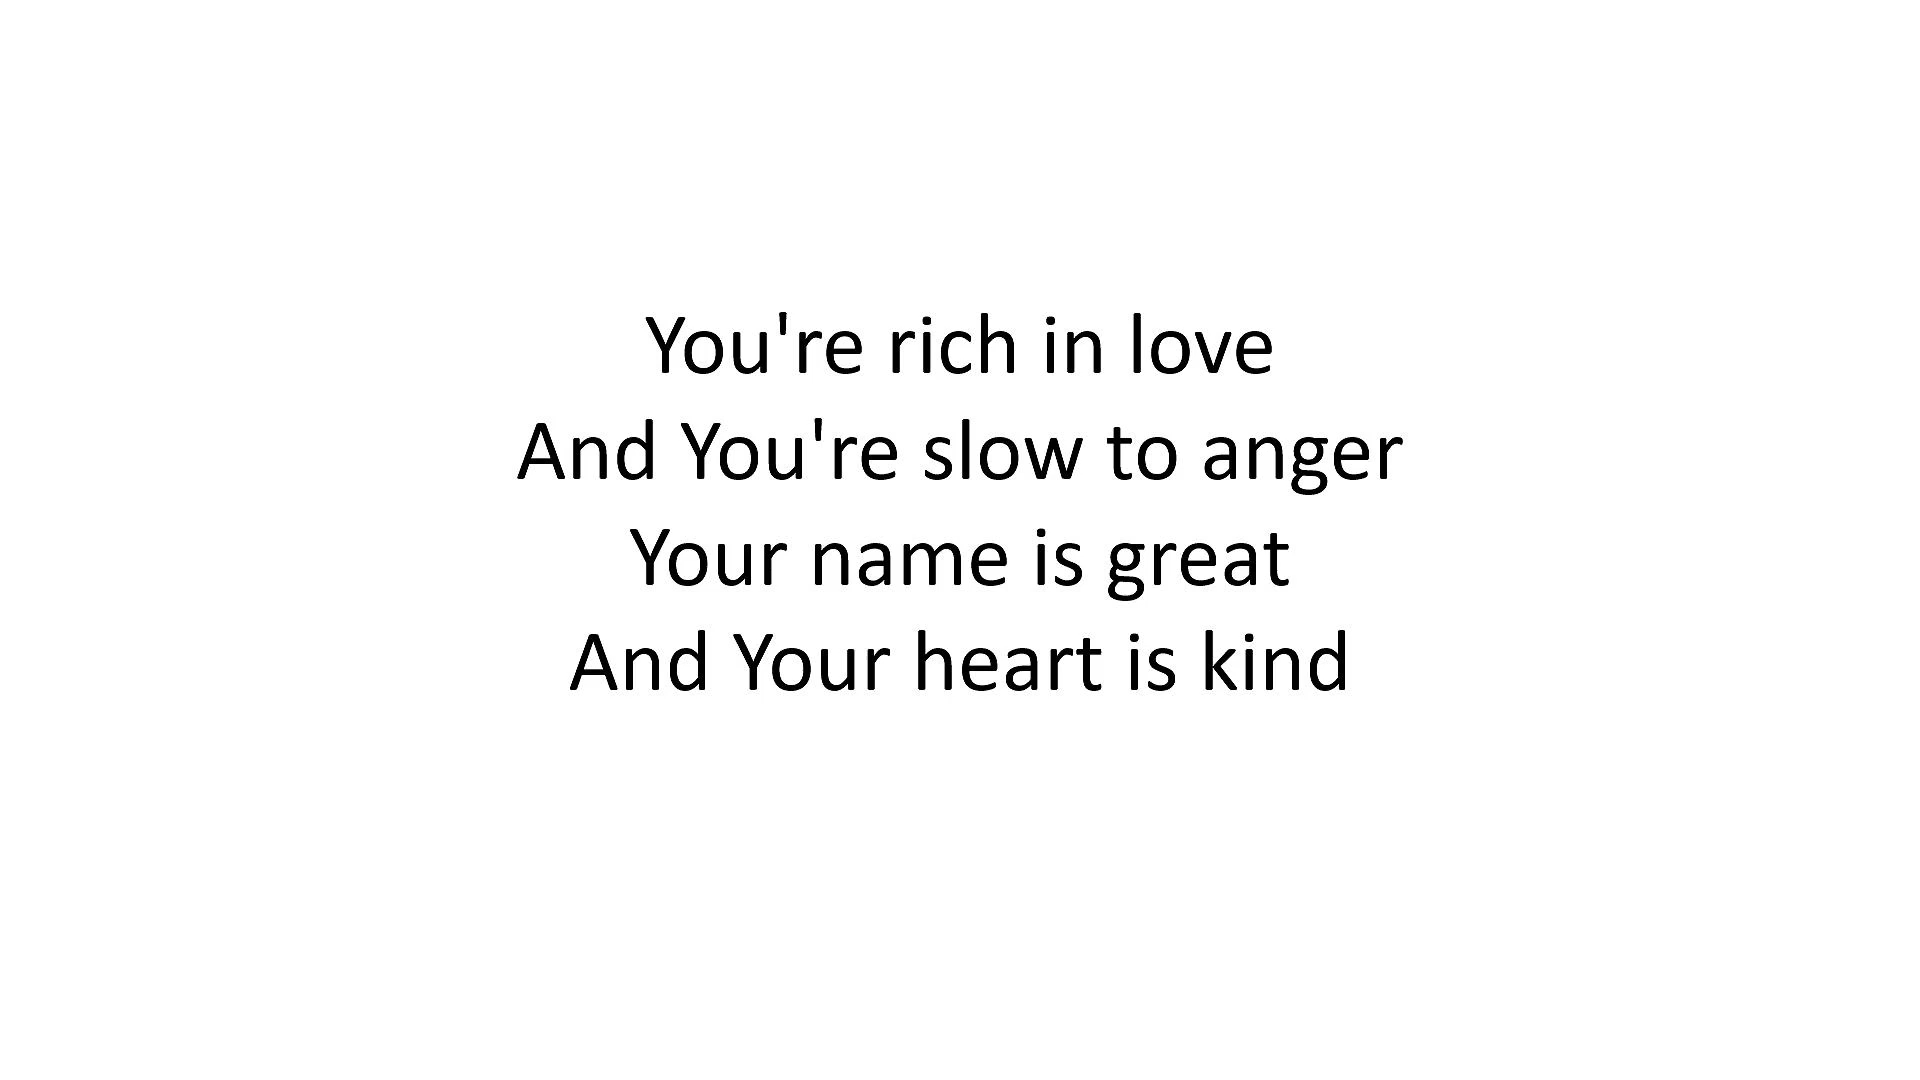 You're rich in love
And You're slow to anger
Your name is great
And Your heart is kind